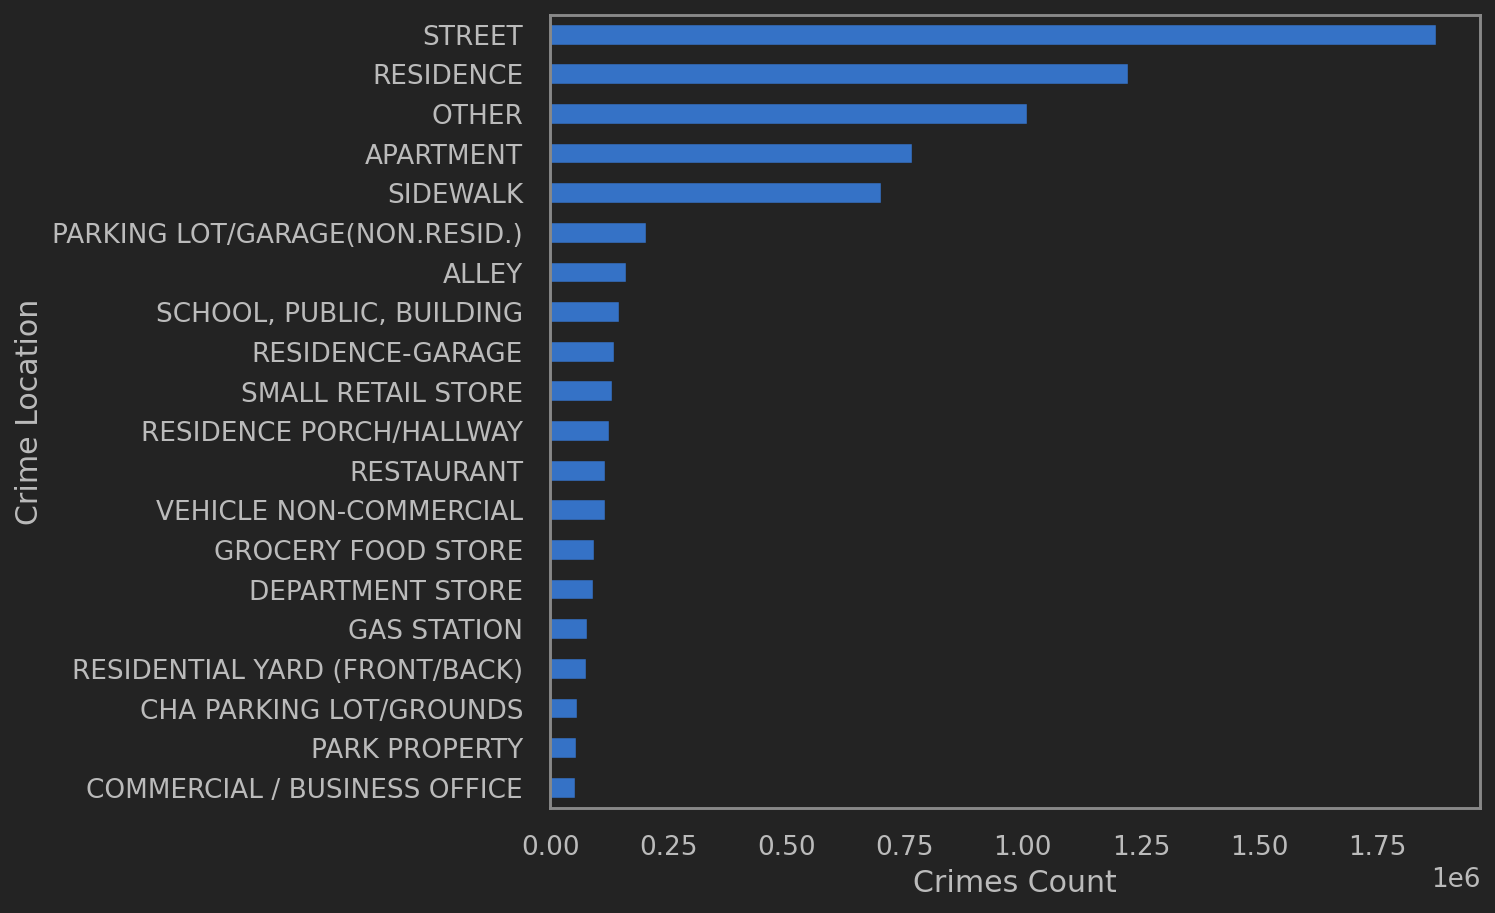 STREET
RESIDENCE
OTHER
APARTMENT
SIDEWALK
PARKING LOT/GARAGE(NON.RESID.)
ALLEY
SCHOOL, PUBLIC, BUILDING
RESIDENCE-GARAGE
SMALL RETAIL STORE
RESIDENCE PORCH/HALLWAY
RESTAURANT
VEHICLE NON-COMMERCIAL
GROCERY FOOD STORE
DEPARTMENT STORE
GAS STATION
RESIDENTIAL YARD (FRONT/BACK)
CHA PARKING LOT/GROUNDS
PARK PROPERTY
COMMERCIAL / BUSINESS OFFICE
Crime Location
0.00 0.25 0.50 0.75 1.00 1.25 1.50 1.75
1e6
Crimes Count